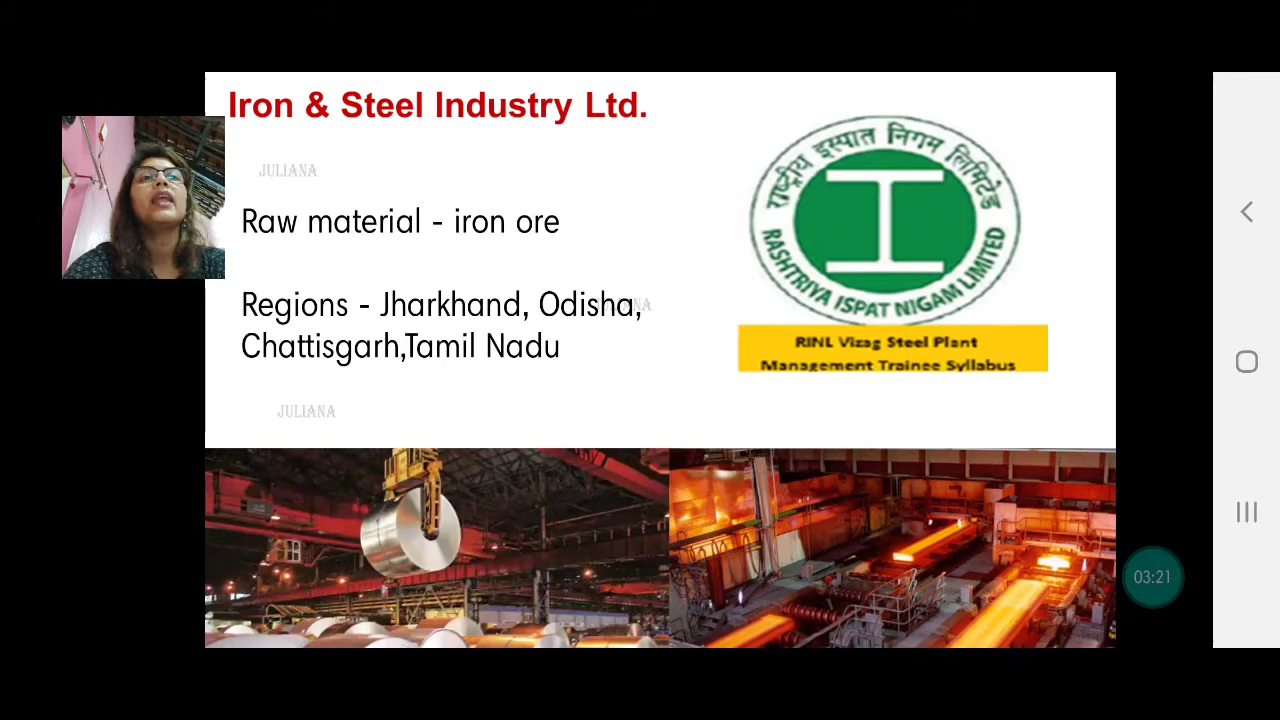 Iron & Steel Industry Ltd.
JULIANA
Raw material - iron ore
Regions - Jharkhand, Odisha,
JULIANA
Chattisgarh,Tamil Nadu
JULIANA
राष्ट्रीय इस्पात निगम लिमिटेड
RASHTRIYA ISPAT NIGAM LIMITED
RINL Vizag Steel Plant
Management Trainee Syllabus
03:21